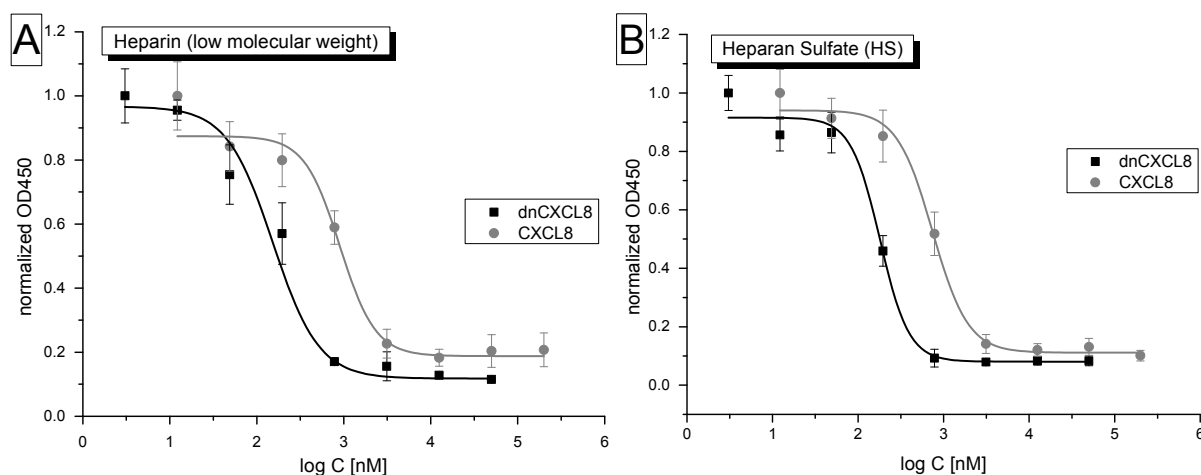 A
Heparin (low molecular weight)
normalized OD450
1.2
1.0
0.8
0.6
0.4
0.2
0.0
dnCXCL8
CXCL8
0 1 2 3 4 5 6
log C [nM]
B
Heparan Sulfate (HS)
normalized OD450
1.2
1.0
0.8
0.6
0.4
0.2
0.0
dnCXCL8
CXCL8
0 1 2 3 4 5 6
log C [nM]